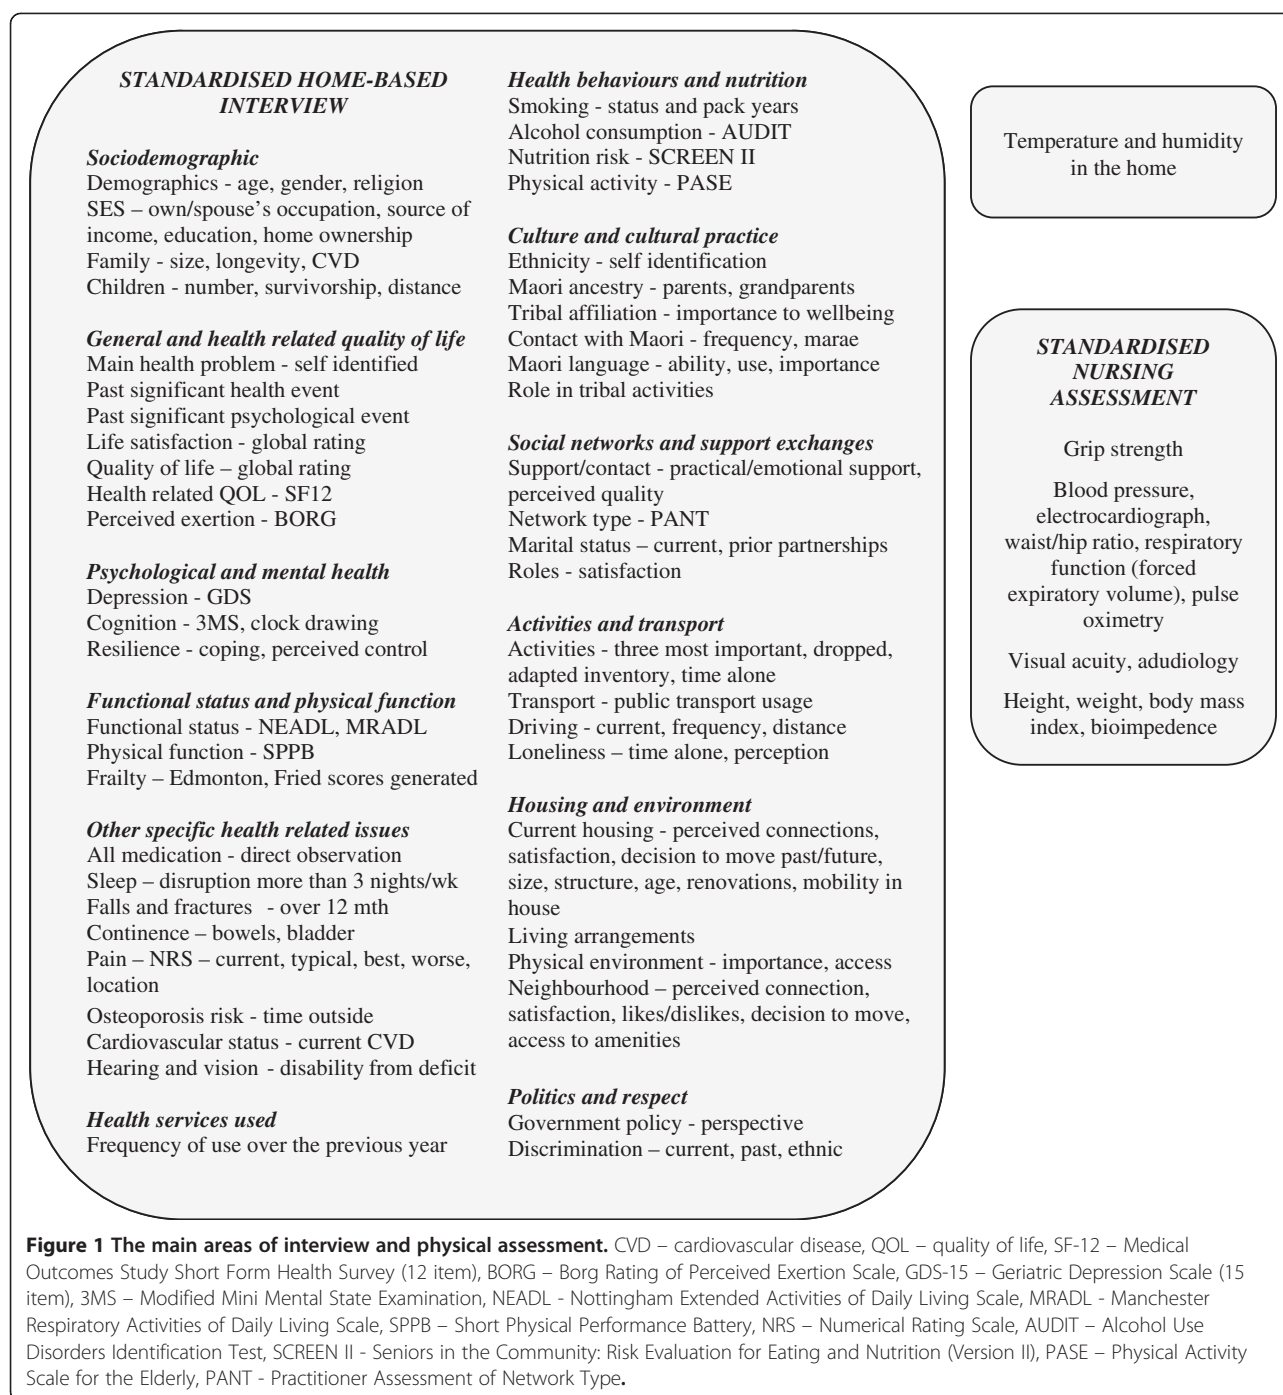 STANDARDISED HOME-BASED
INTERVIEW
Sociodemographic
Demographics - age, gender, religion
SES – own/spouse's occupation, source of
income, education, home ownership
Family - size, longevity, CVD
Children - number, survivorship, distance
General and health related quality of life
Main health problem - self identified
Past significant health event
Past significant psychological event
Life satisfaction - global rating
Quality of life – global rating
Health related QOL - SF12
Perceived exertion - BORG
Psychological and mental health
Depression - GDS
Cognition - 3MS, clock drawing
Resilience - coping, perceived control
Functional status and physical function
Functional status - NEADL, MRADL
Physical function - SPPB
Frailty – Edmonton, Fried scores generated
Other specific health related issues
All medication - direct observation
Sleep – disruption more than 3 nights/wk
Falls and fractures - over 12 mth
Continence – bowels, bladder
Pain – NRS – current, typical, best, worse,
location
Osteoporosis risk - time outside
Cardiovascular status - current CVD
Hearing and vision - disability from deficit
Health services used
Frequency of use over the previous year
Health behaviours and nutrition
Smoking - status and pack years
Alcohol consumption - AUDIT
Nutrition risk - SCREEN II
Physical activity - PASE
Culture and cultural practice
Ethnicity - self identification
Maori ancestry - parents, grandparents
Tribal affiliation - importance to wellbeing
Contact with Maori - frequency, marae
Maori language - ability, use, importance
Role in tribal activities
Social networks and support exchanges
Support/contact - practical/emotional support,
perceived quality
Network type - PANT
Marital status – current, prior partnerships
Roles - satisfaction
Activities and transport
Activities - three most important, dropped,
adapted inventory, time alone
Transport - public transport usage
Driving - current, frequency, distance
Loneliness – time alone, perception
Housing and environment
Current housing - perceived connections,
satisfaction, decision to move past/future,
size, structure, age, renovations, mobility in
house
Living arrangements
Physical environment - importance, access
Neighbourhood – perceived connection,
satisfaction, likes/dislikes, decision to move,
access to amenities
Politics and respect
Government policy - perspective
Discrimination – current, past, ethnic
Temperature and humidity
in the home
STANDARDISED
NURSING
ASSESSMENT
Grip strength
Blood pressure,
electrocardiograph,
waist/hip ratio, respiratory
function (forced
expiratory volume), pulse
oximetry
Visual acuity, adudiology
Height, weight, body mass
index, bioimpedence
Figure 1 The main areas of interview and physical assessment. CVD – cardiovascular disease, QOL – quality of life, SF-12 – Medical
Outcomes Study Short Form Health Survey (12 item), BORG – Borg Rating of Perceived Exertion Scale, GDS-15 – Geriatric Depression Scale (15
item), 3MS – Modified Mini Mental State Examination, NEADL - Nottingham Extended Activities of Daily Living Scale, MRADL - Manchester
Respiratory Activities of Daily Living Scale, SPPB – Short Physical Performance Battery, NRS – Numerical Rating Scale, AUDIT – Alcohol Use
Disorders Identification Test, SCREEN II - Seniors in the Community: Risk Evaluation for Eating and Nutrition (Version II), PASE – Physical Activity
Scale for the Elderly, PANT - Practitioner Assessment of Network Type.